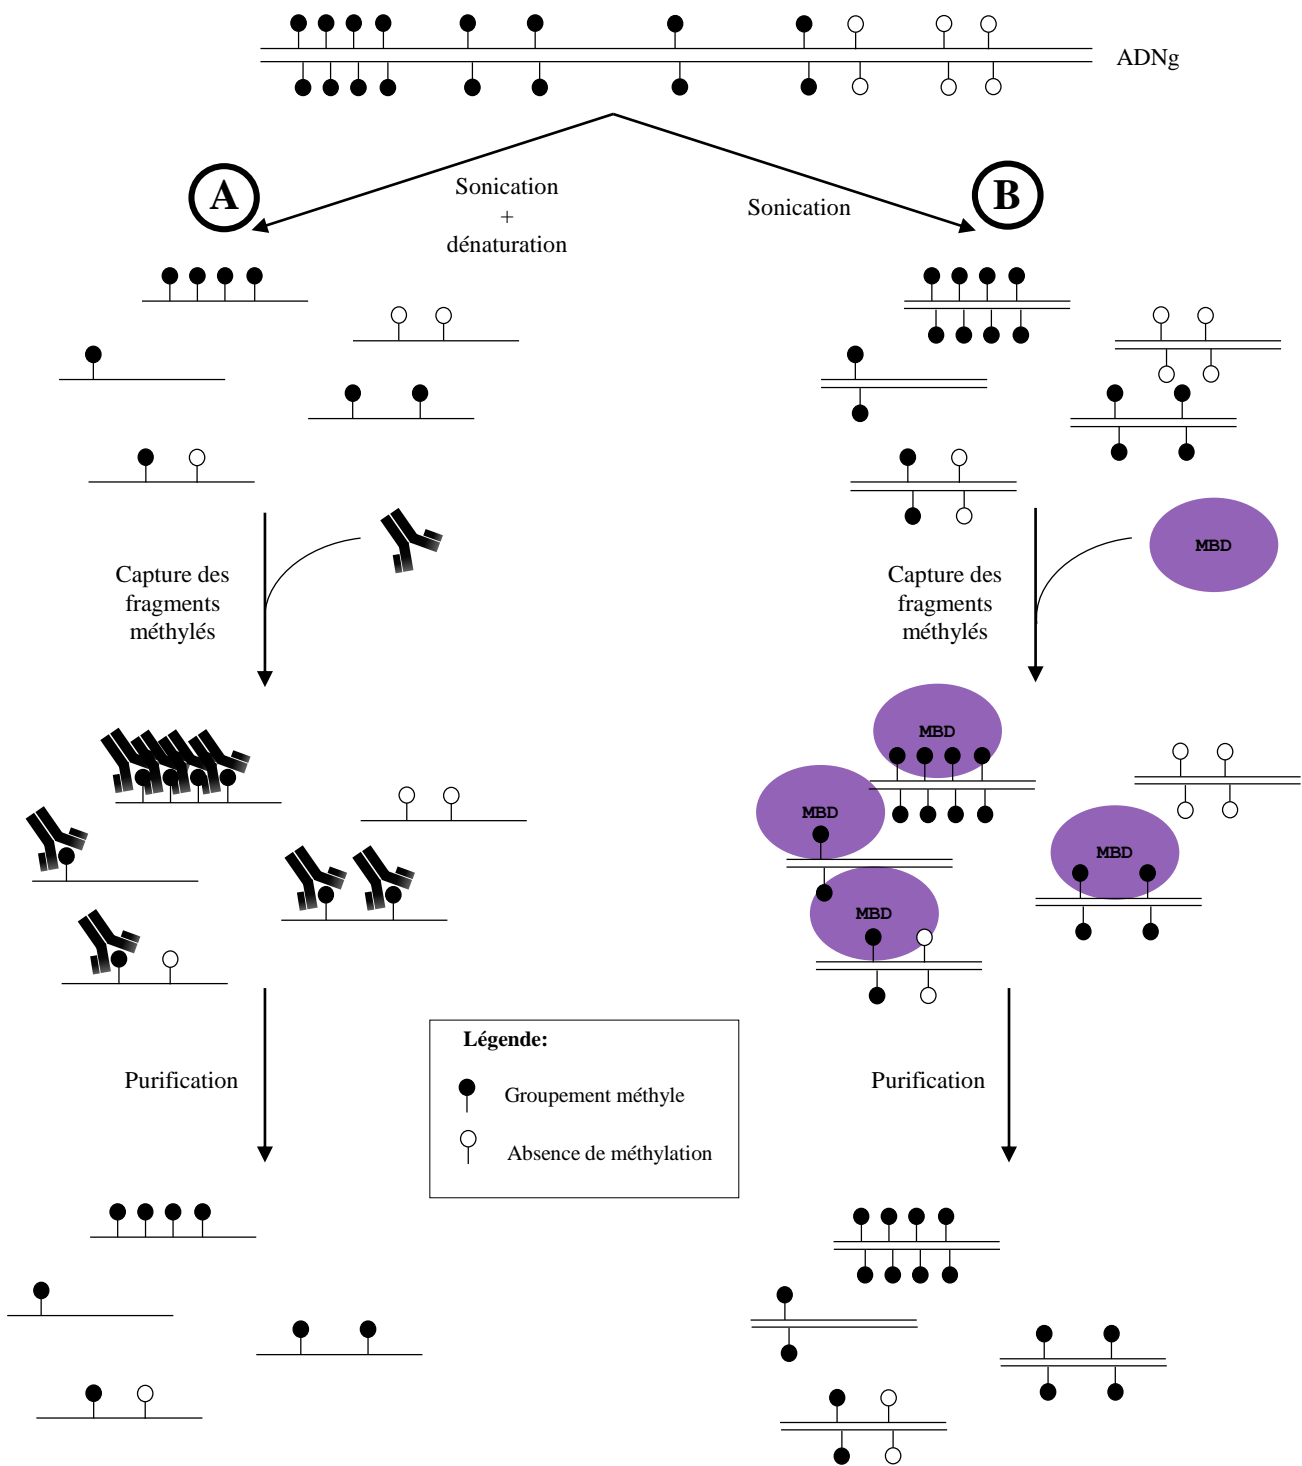 ADNg
A
Sonication
+
dénaturation
Sonication
B
Capture des
fragments
méthylés
Capture des
fragments
méthylés
MBD
MBD
MBD
MBD
MBD
Purification
Légende:
Groupement méthyle
Absence de méthylation
Purification